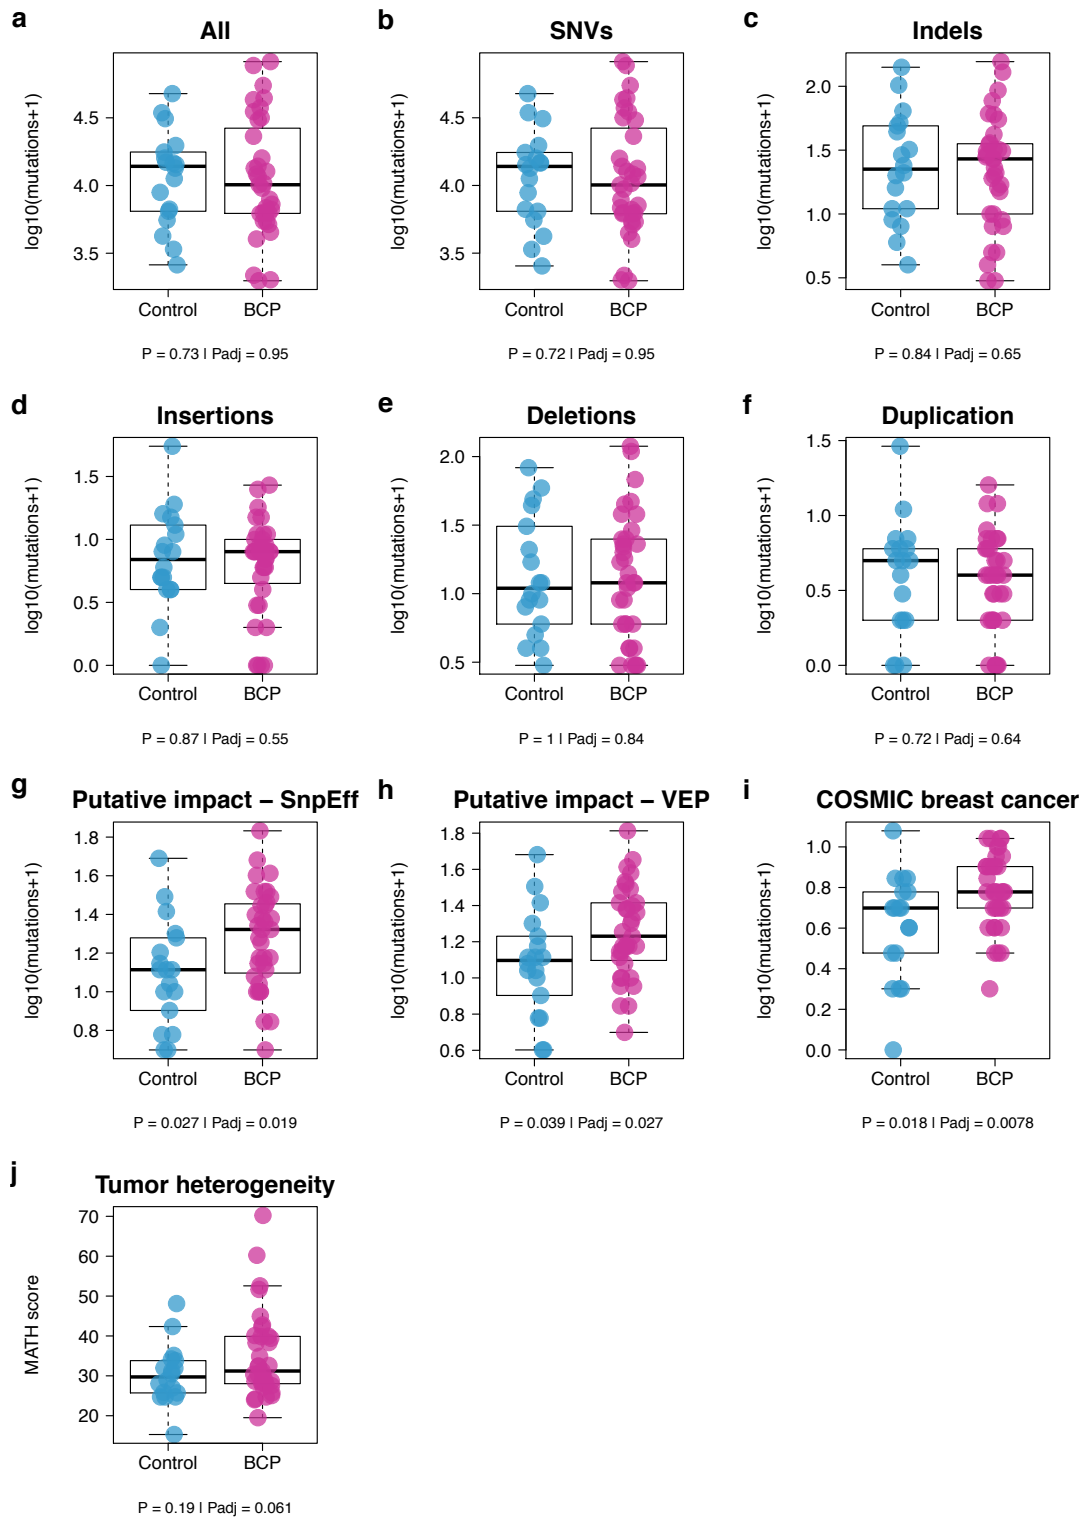 a
All
log10(mutations+1)
4.5
4.0
3.5
Control
BCP
P = 0.73 | Padj = 0.95
b
SNVs
log10(mutations+1)
4.5
4.0
3.5
Control
BCP
P = 0.72 | Padj = 0.95
c
Indels
log10(mutations+1)
2.0
1.5
1.0
0.5
Control
BCP
P = 0.84 | Padj = 0.65
d
Insertions
log10(mutations+1)
1.5
1.0
0.5
0.0
Control
BCP
P = 0.87 | Padj = 0.55
e
Deletions
log10(mutations+1)
2.0
1.5
1.0
0.5
Control
BCP
P = 1 | Padj = 0.84
f
Duplication
log10(mutations+1)
1.5
1.0
0.5
0.0
Control
BCP
P = 0.72 | Padj = 0.64
g
Putative impact – SnpEff
log10(mutations+1)
1.8
1.6
1.4
1.2
1.0
0.8
Control
BCP
P = 0.027 | Padj = 0.019
h
Putative impact – VEP
log10(mutations+1)
1.8
1.6
1.4
1.2
1.0
0.8
0.6
Control
BCP
P = 0.039 | Padj = 0.027
i
COSMIC breast cancer
log10(mutations+1)
1.0
0.8
0.6
0.4
0.2
0.0
Control
BCP
P = 0.018 | Padj = 0.0078
j
Tumor heterogeneity
MATH score
70
60
50
40
30
20
Control
BCP
P = 0.19 | Padj = 0.061